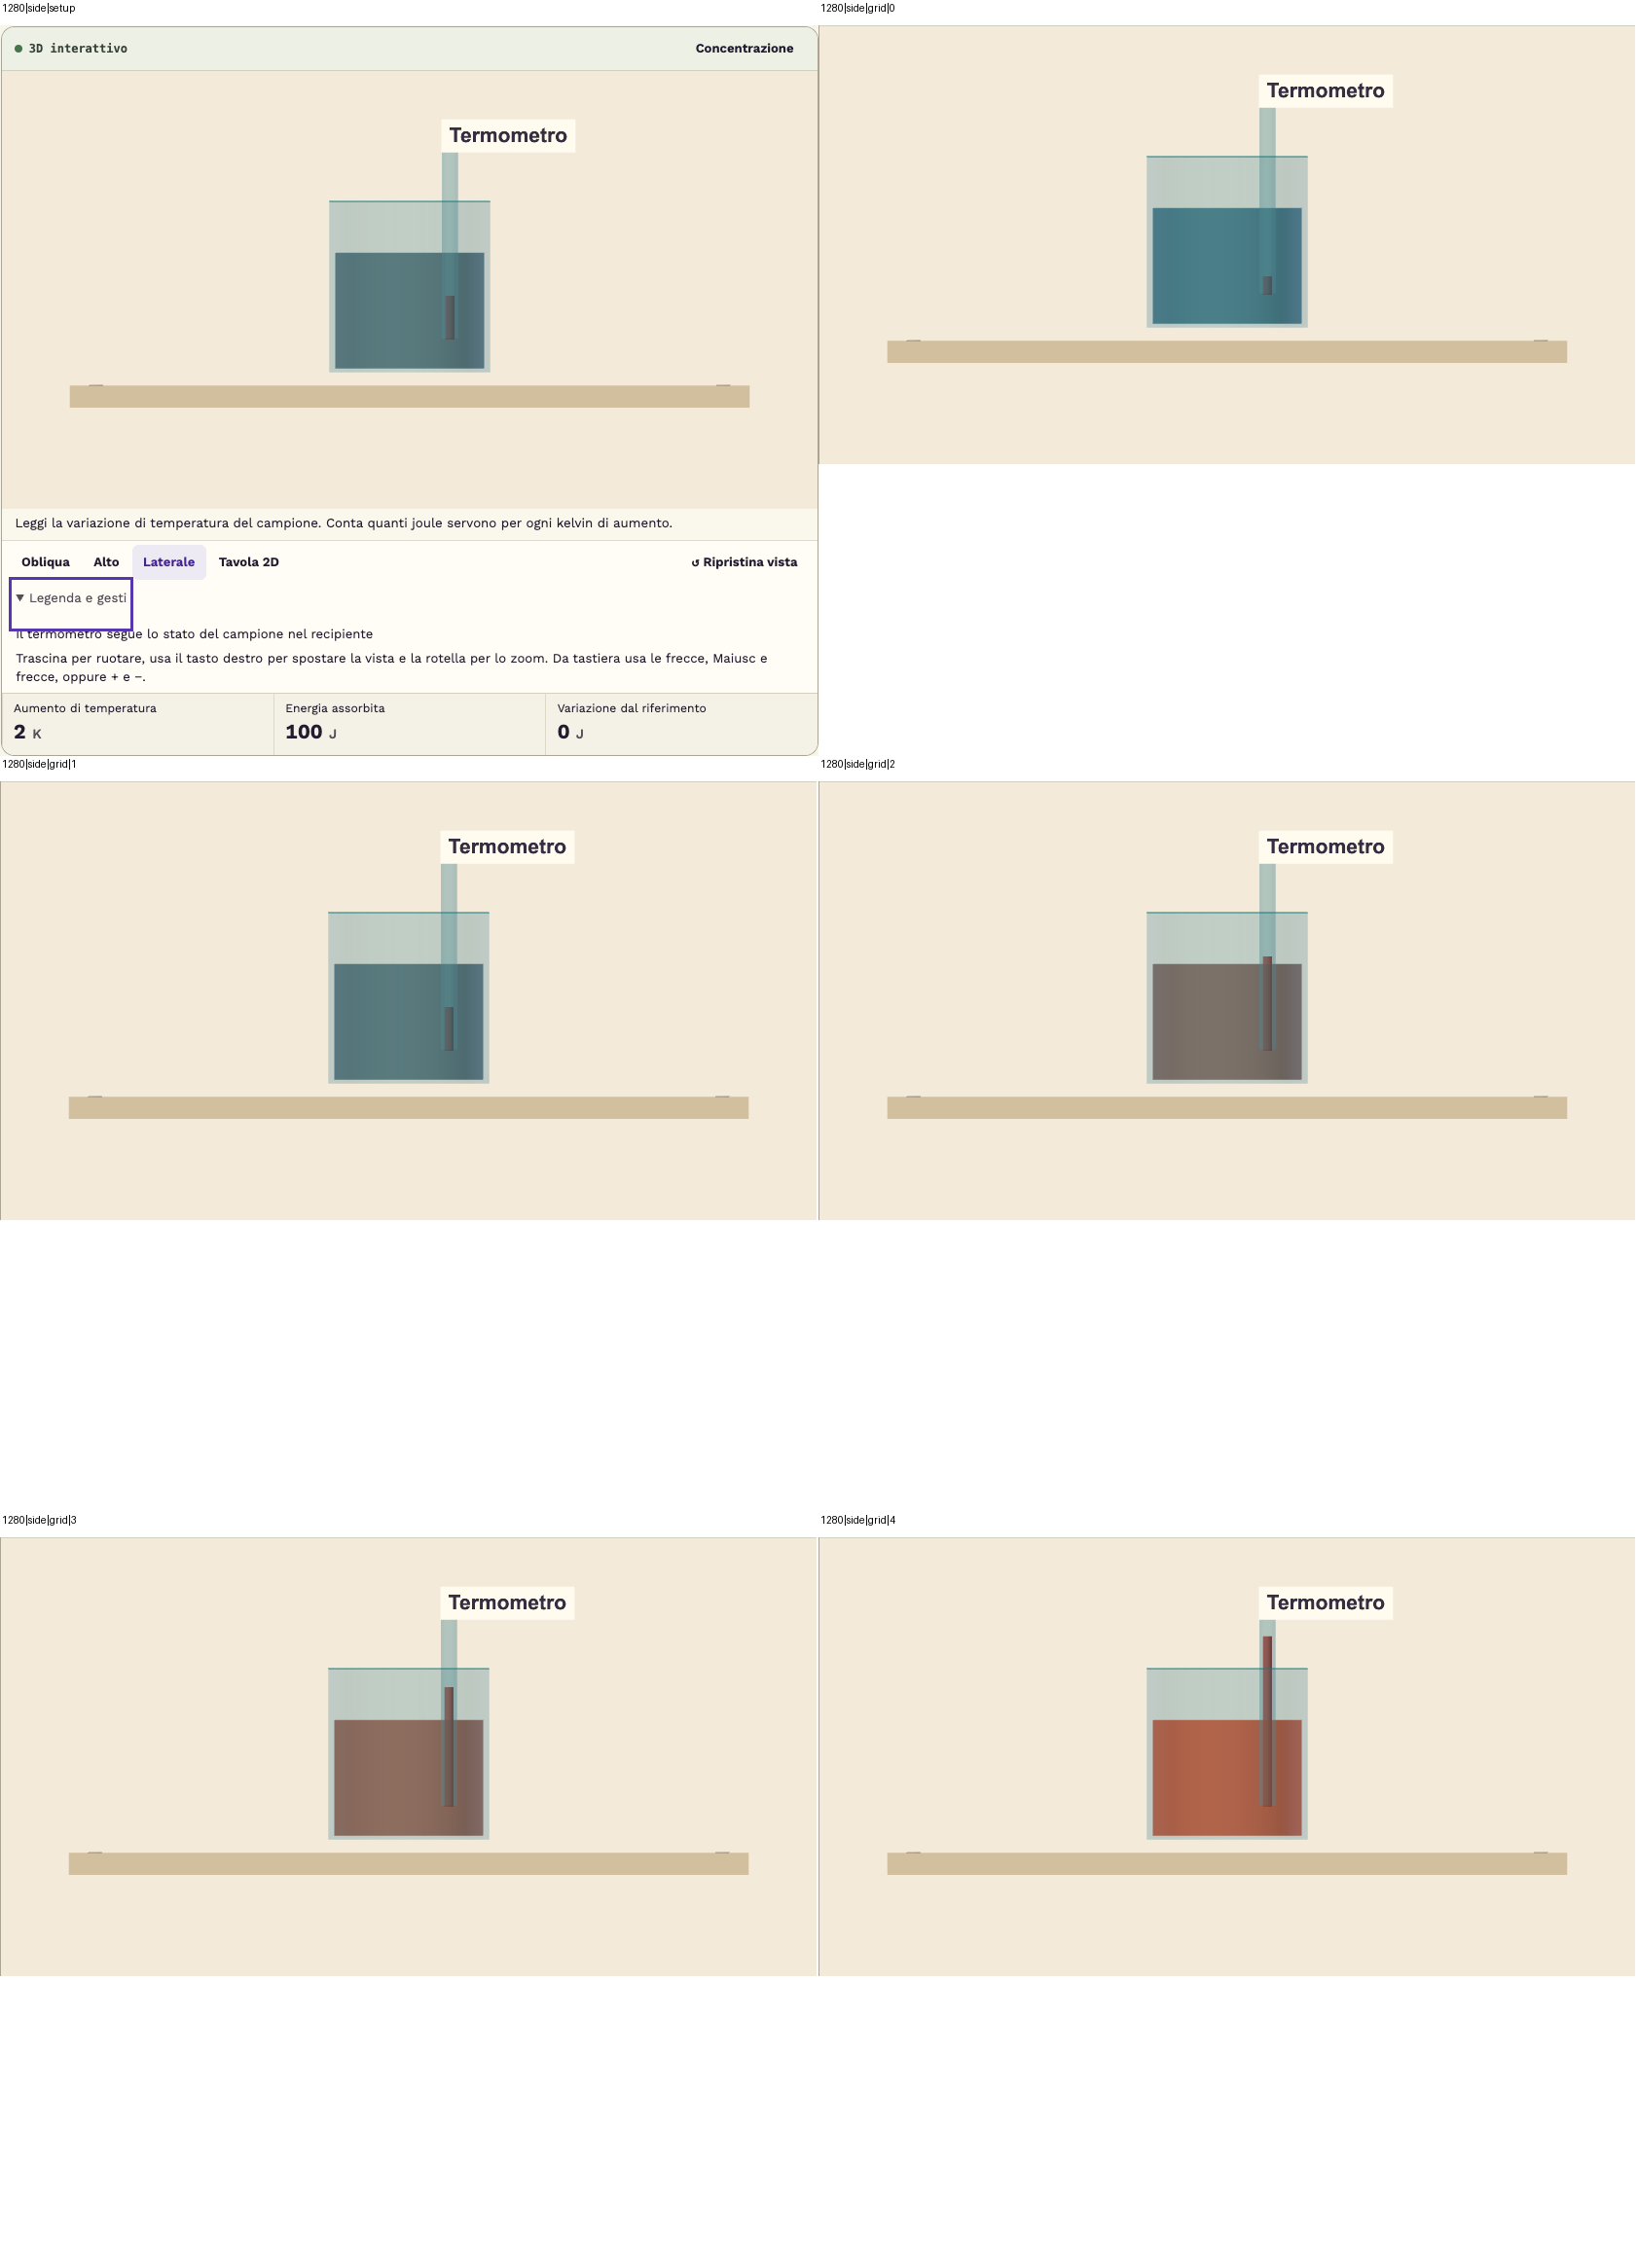 1280|side|setup
3D interattivo
Concentrazione
Termometro
Leggi la variazione di temperatura del campione. Conta quanti joule servono per ogni kelvin di aumento.
Obliqua Alto Laterale Tavola 2D ↺ Ripristina vista
▼ Legenda e gesti
Il termometro segue lo stato del campione nel recipiente
Trascina per ruotare, usa il tasto destro per spostare la vista e la rotella per lo zoom. Da tastiera usa le frecce, Maiusc e
frecce, oppure + e −.
Aumento di temperatura
2 K
Energia assorbita
100 J
Variazione dal riferimento
0 J
1280|side|grid|0
Termometro
1280|side|grid|1
Termometro
1280|side|grid|2
Termometro
1280|side|grid|3
Termometro
1280|side|grid|4
Termometro